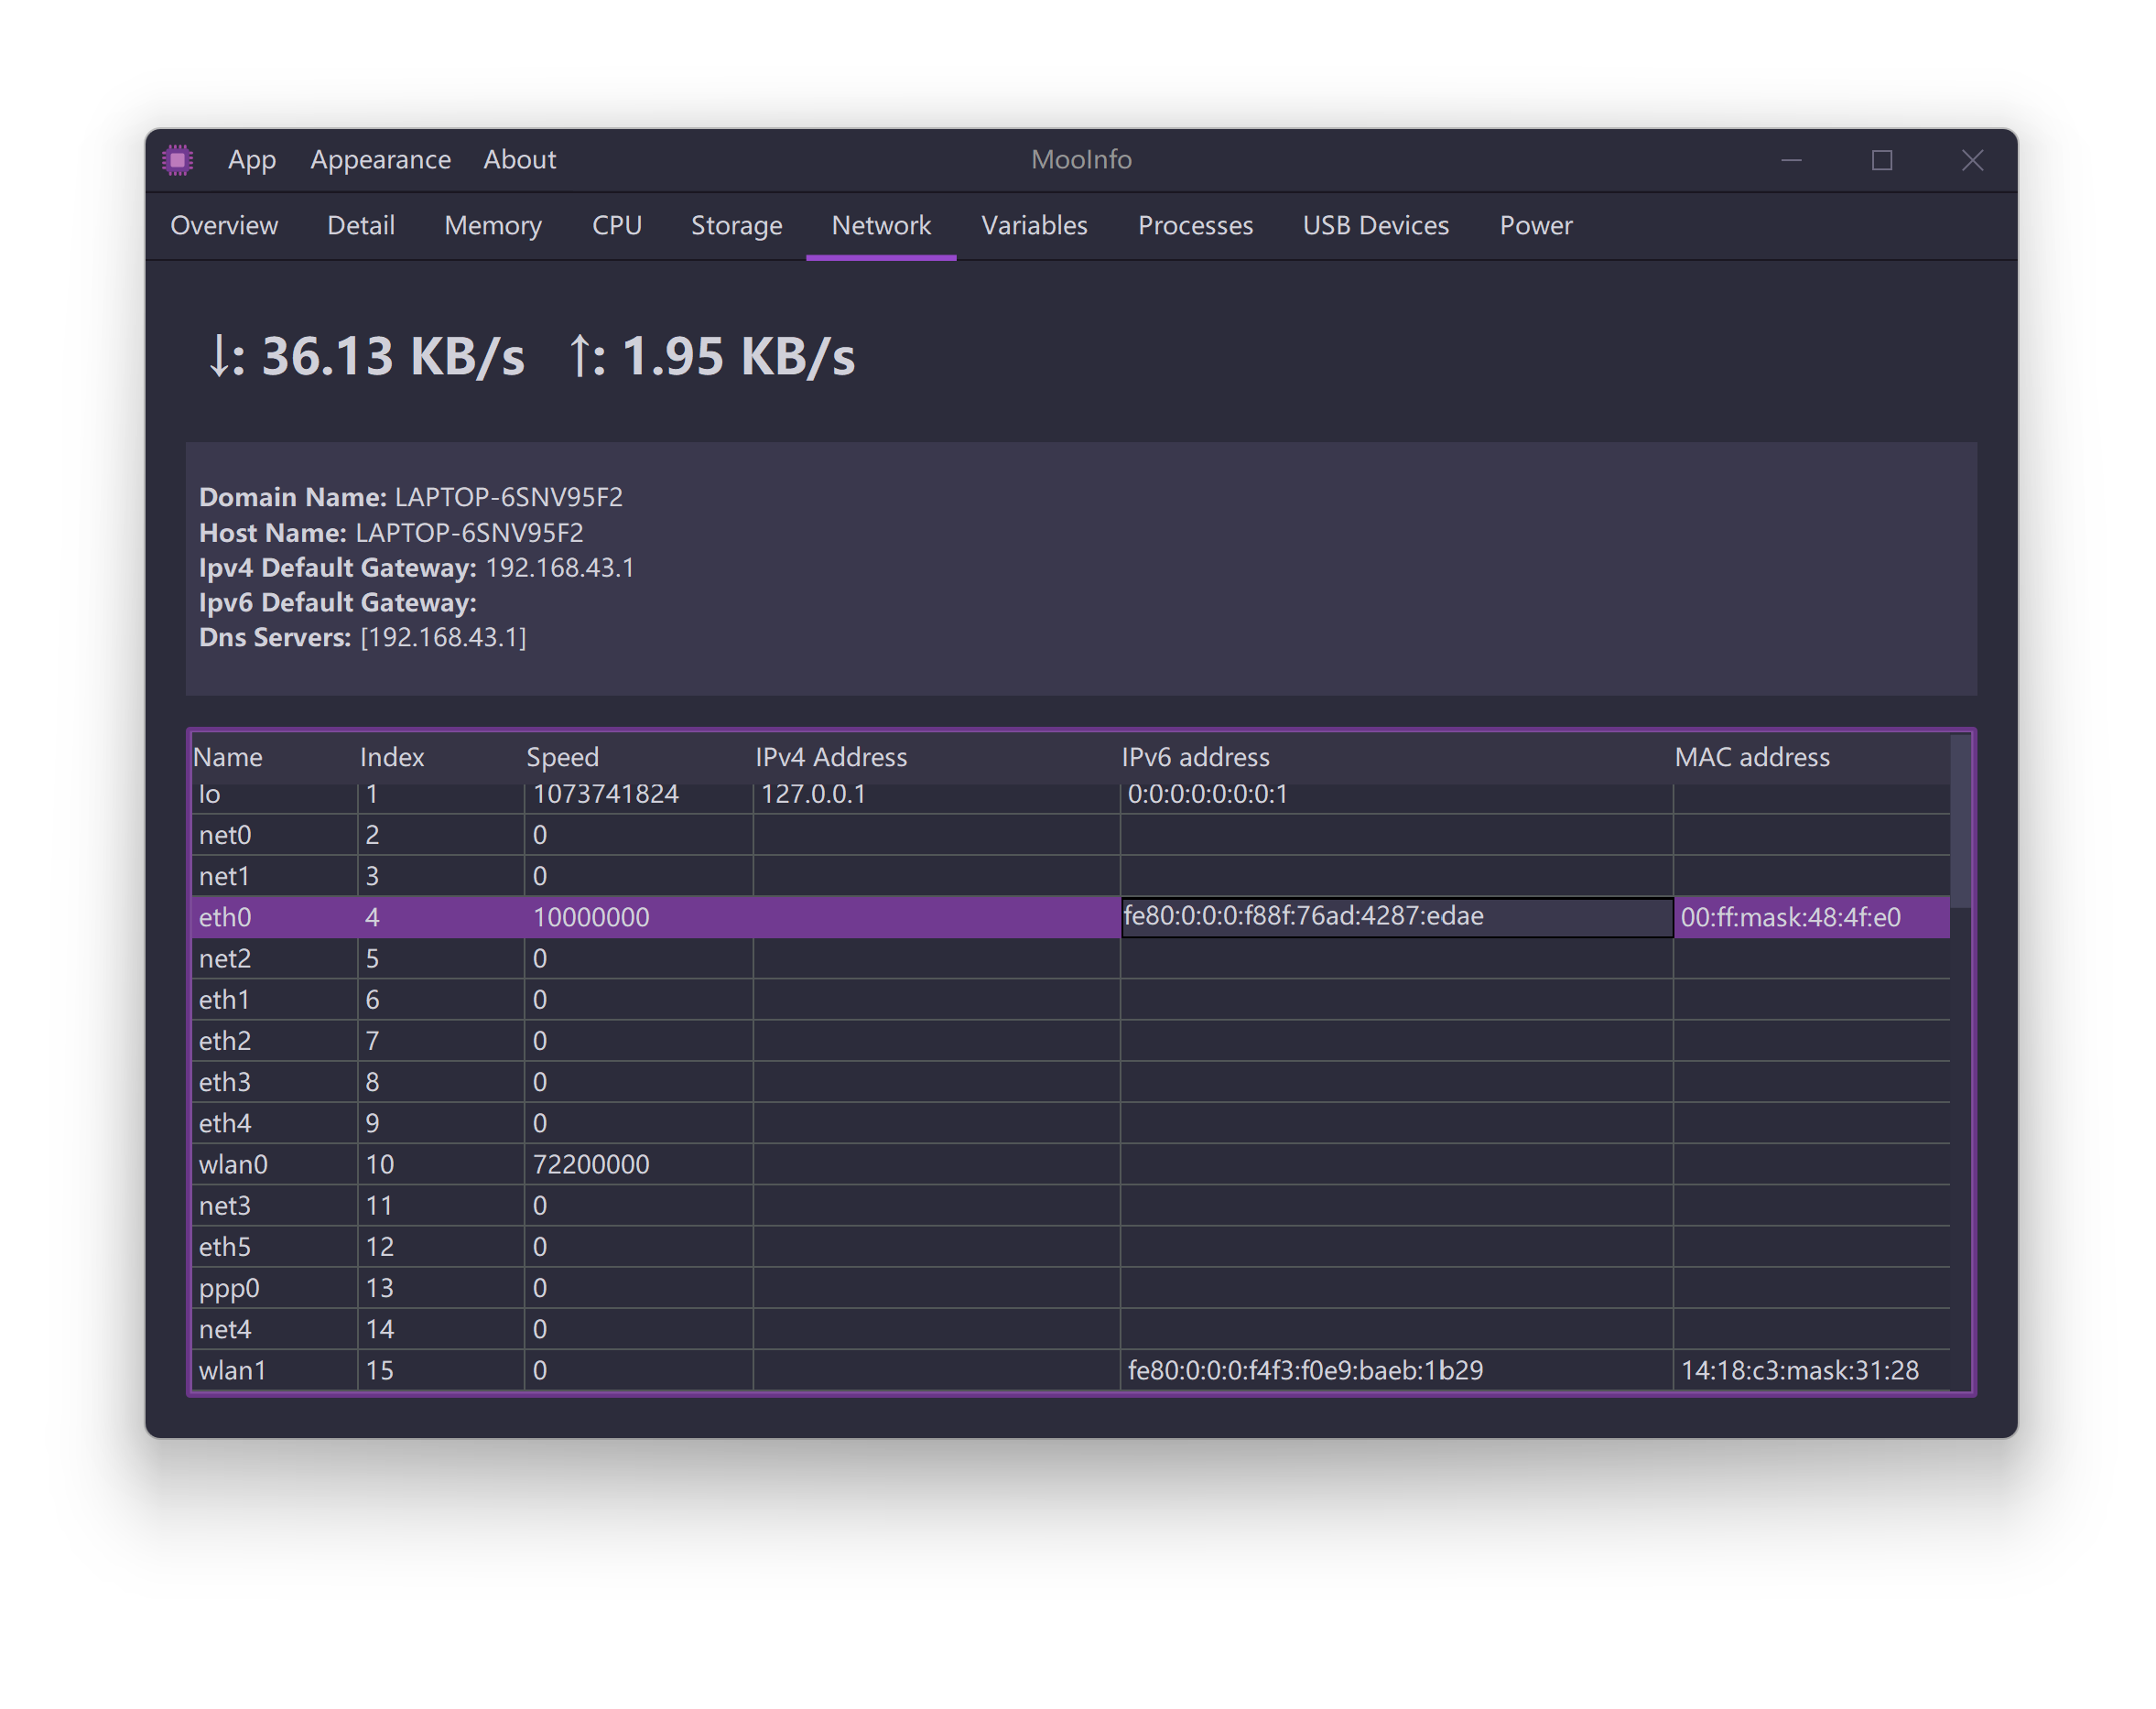 App Appearance About MooInfo
Overview Detail Memory CPU Storage Network Variables Processes USB Devices Power
↓: 36.13 KB/s ↑: 1.95 KB/s
Domain Name: LAPTOP-6SNV95F2
Host Name: LAPTOP-6SNV95F2
Ipv4 Default Gateway: 192.168.43.1
Ipv6 Default Gateway:
Dns Servers: [192.168.43.1]
Name Index Speed IPv4 Address IPv6 address MAC address
lo 1 1073741824 127.0.0.1 0:0:0:0:0:0:0:1
net0 2 0
net1 3 0
eth0 4 10000000 fe80:0:0:0:f88f:76ad:4287:edae 00:ff:mask:48:4f:e0
net2 5 0
eth1 6 0
eth2 7 0
eth3 8 0
eth4 9 0
wlan0 10 72200000
net3 11 0
eth5 12 0
ppp0 13 0
net4 14 0
wlan1 15 0 fe80:0:0:0:f4f3:f0e9:baeb:1b29 14:18:c3:mask:31:28